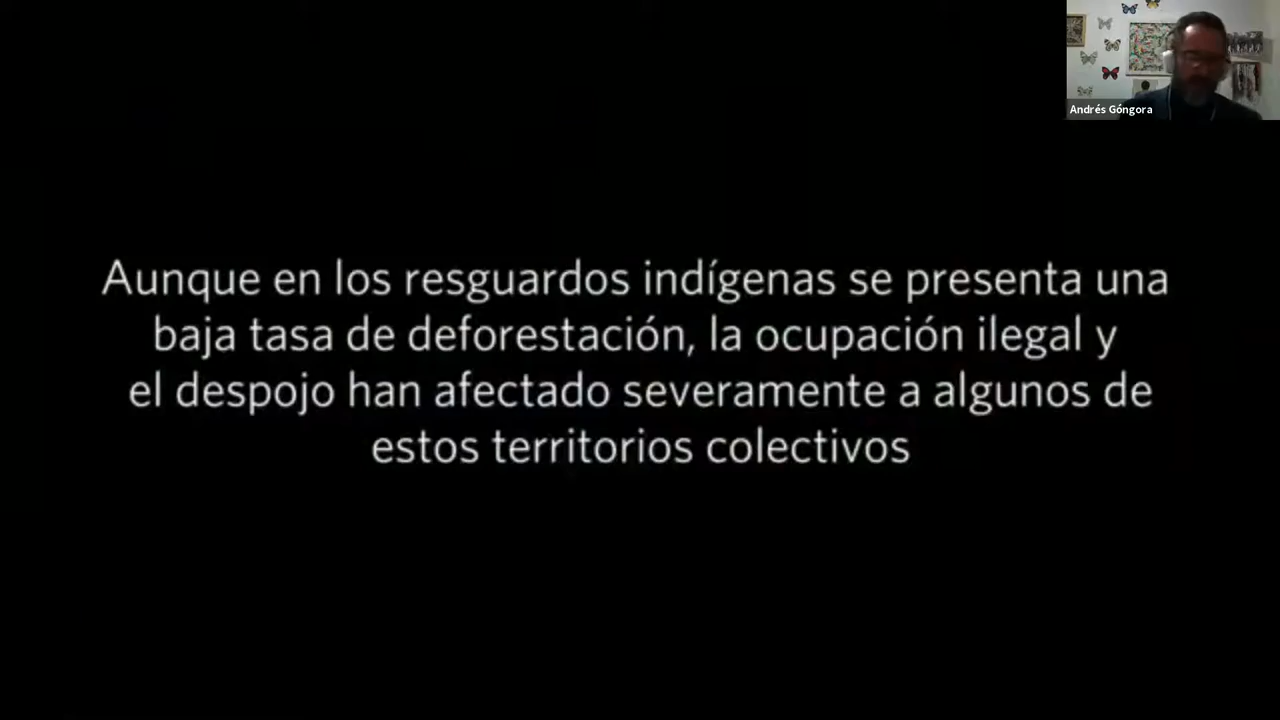 Andrés Góngora
Aunque en los resguardos indígenas se presenta una
baja tasa de deforestación, la ocupación ilegal y
el despojo han afectado severamente a algunos de
estos territorios colectivos